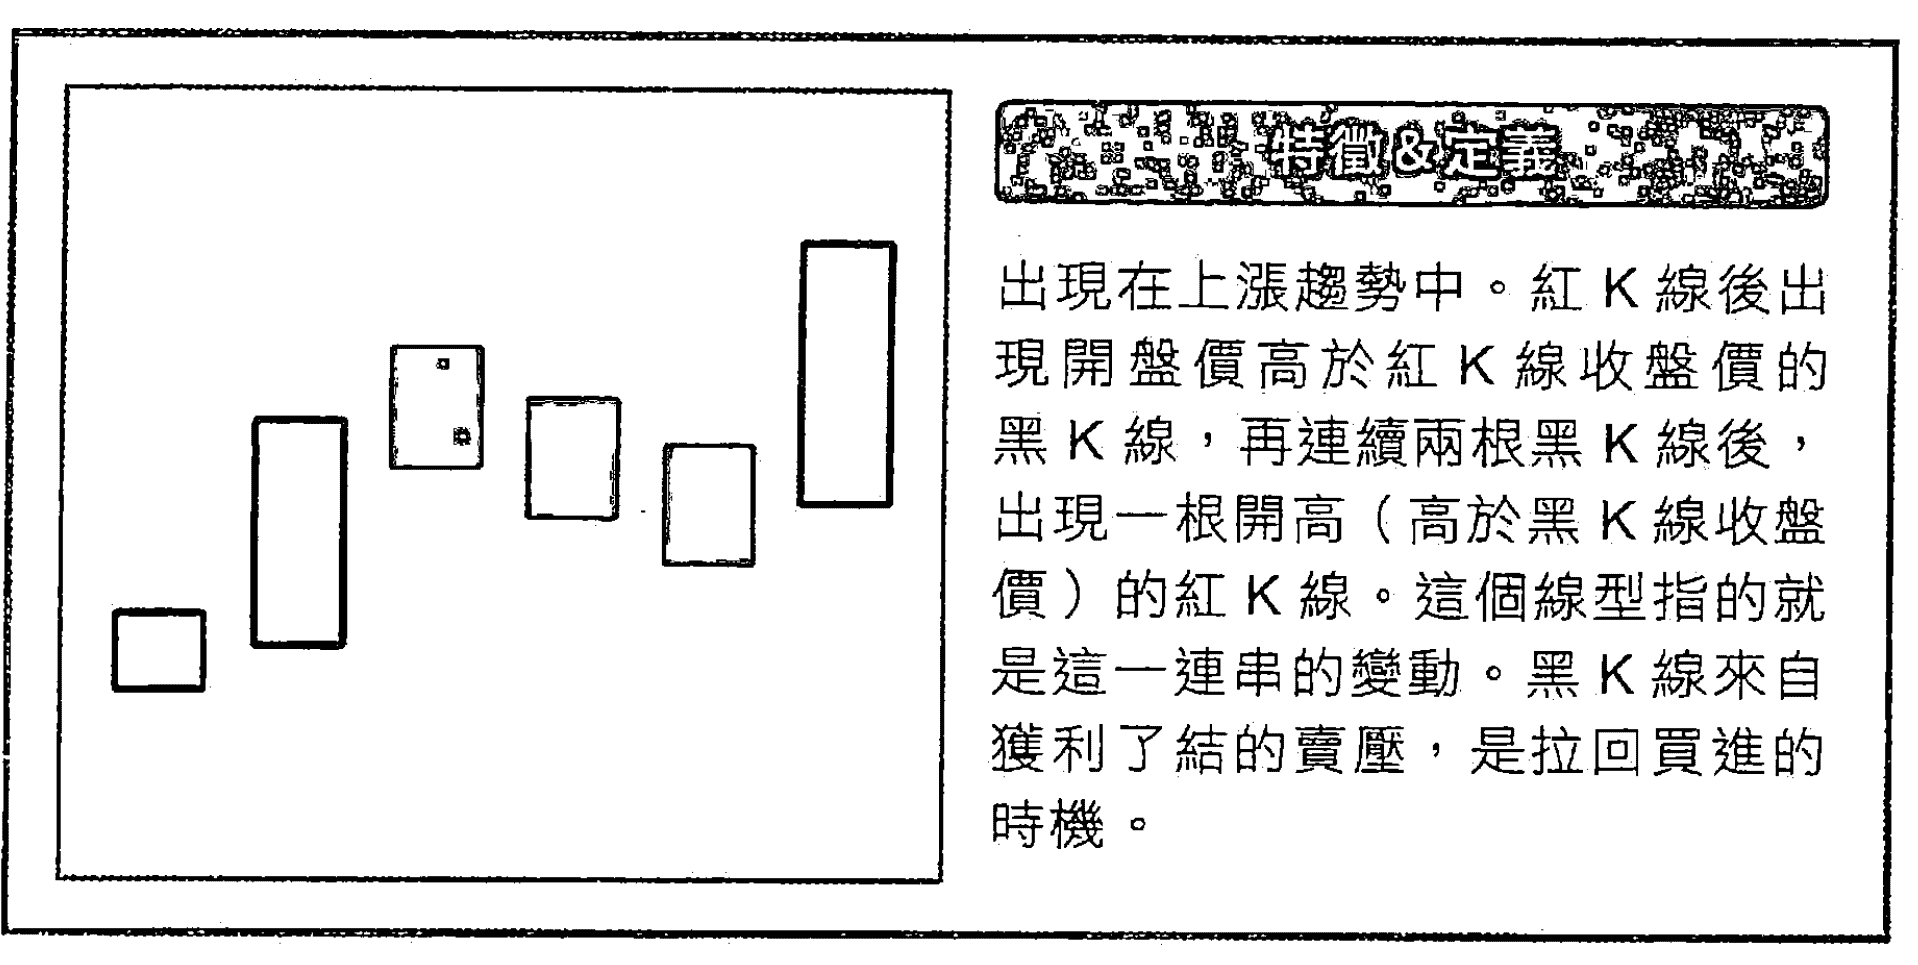 特徵&定義
出現在上漲趨勢中。紅K線後出
現開盤價高於紅K線收盤價的
黑K線，再連續兩根黑K線後，
出現一根開高（高於黑K線收盤
價）的紅K線。這個線型指的就
是這一連串的變動。黑K線來自
獲利了結的賣壓，是拉回買進的
時機。